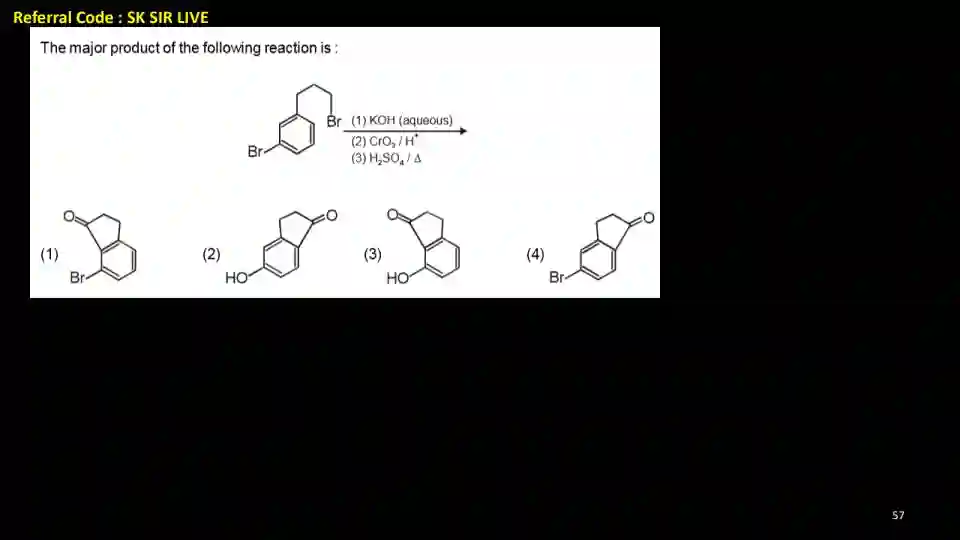 Referral Code : SK SIR LIVE
The major product of the following reaction is :
Br (1) KOH (aqueous)
Br (2) CrO₃ / H⁺
(3) H₂SO₄ / Δ
O O O O
(1) (2) (3) (4)
Br HO HO Br
57